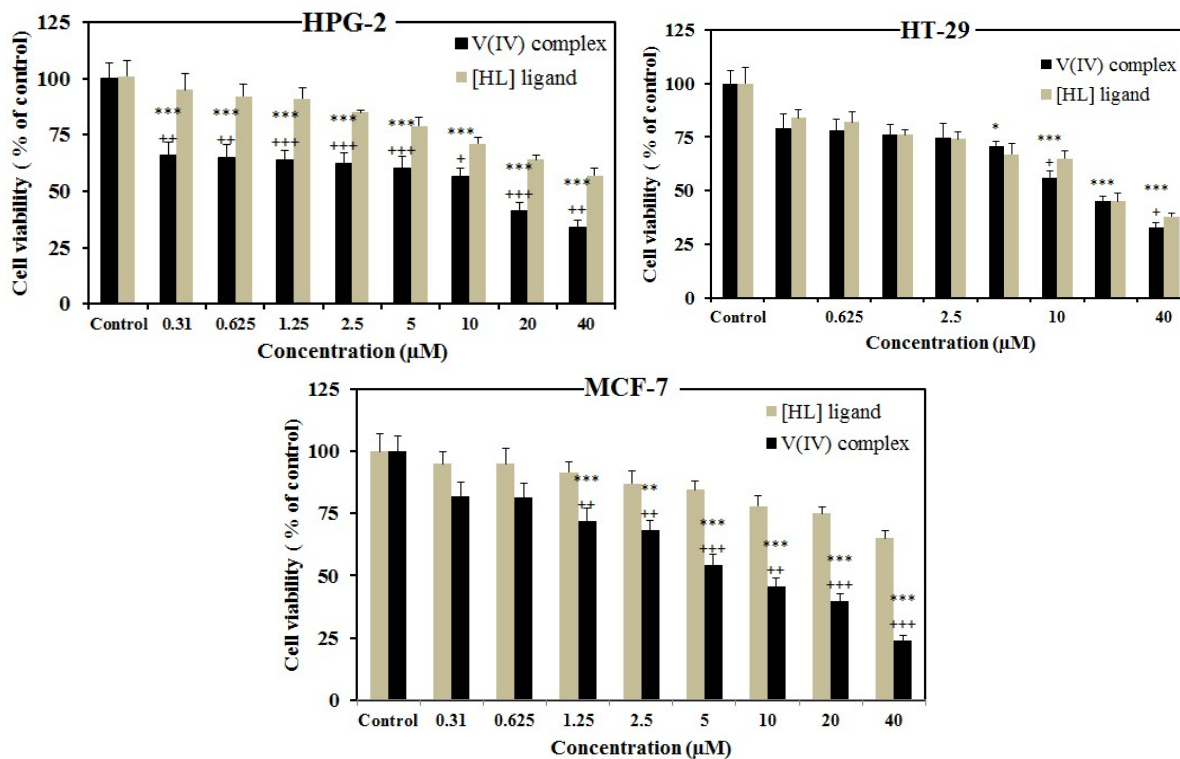 HPG-2
V(IV) complex
[HL] ligand
Cell viability ( % of control)
125
100
75
50
25
0
*** *** *** *** *** *** *** ***
++ ++ +++ +++ +++ + +++ ++
Control 0.31 0.625 1.25 2.5 5 10 20 40
Concentration (µM)
HT-29
V(IV) complex
[HL] ligand
Cell viability ( % of control)
125
100
75
50
25
0
* *** *** ***
+ +
Control 0.625 2.5 10 40
Concentration (µM)
MCF-7
[HL] ligand
V(IV) complex
Cell viability ( % of control)
125
100
75
50
25
0
*** ** *** *** *** ***
++ ++ +++ ++ +++ +++
Control 0.31 0.625 1.25 2.5 5 10 20 40
Concentration (µM)